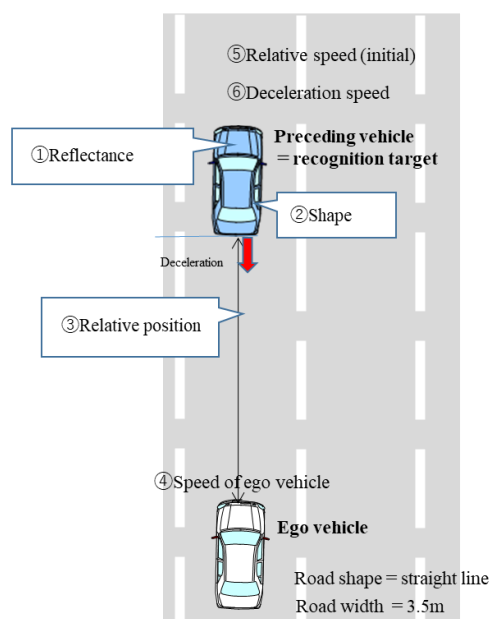 ⑤Relative speed (initial)
⑥Deceleration speed
Preceding vehicle
= recognition target
①Reflectance
②Shape
Deceleration
③Relative position
④Speed of ego vehicle
Ego vehicle
Road shape = straight line
Road width = 3.5m